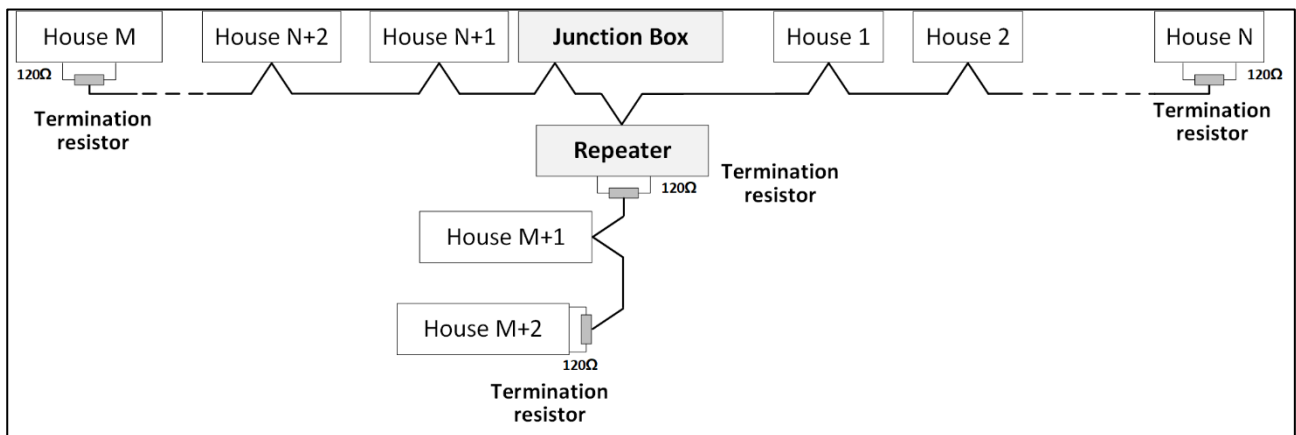 House M
House N+2
House N+1
Junction Box
House 1
House 2
House N
120Ω
120Ω
Termination
resistor
Termination
resistor
Repeater
Termination
resistor
120Ω
House M+1
House M+2
120Ω
Termination
resistor